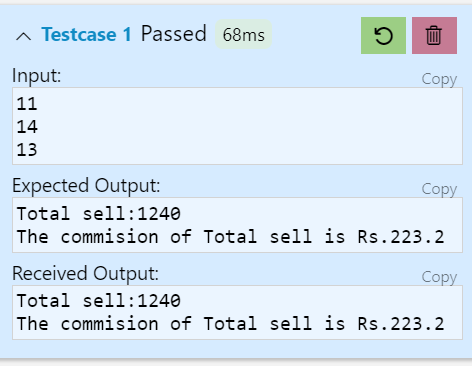 Testcase 1 Passed 68ms
Input:
Copy
11
14
13
Expected Output:
Copy
Total sell:1240
The commision of Total sell is Rs.223.2
Received Output:
Copy
Total sell:1240
The commision of Total sell is Rs.223.2